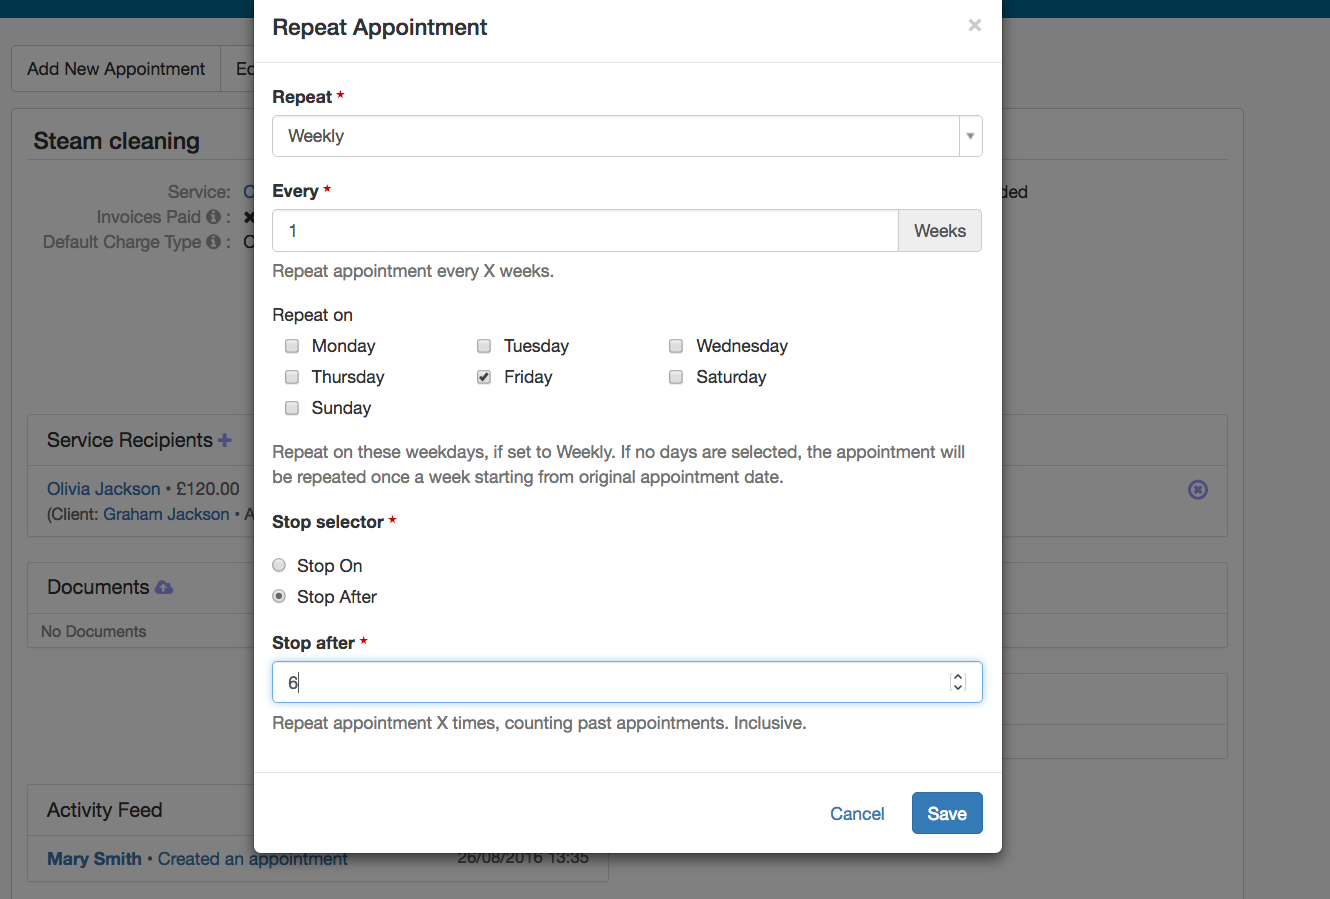 Repeat Appointment
×
Add New Appointment
Repeat *
Weekly
Steam cleaning
Service:
Every *
Invoices Paid :
1 Weeks
Default Charge Type :
Repeat appointment every X weeks.
Repeat on
Monday Tuesday Wednesday
Thursday Friday Saturday
Sunday
Service Recipients
Repeat on these weekdays, if set to Weekly. If no days are selected, the appointment will
be repeated once a week starting from original appointment date.
Olivia Jackson • £120.00
(Client: Graham Jackson •
Stop selector *
Stop On
Stop After
Documents
No Documents
Stop after *
6
Repeat appointment X times, counting past appointments. Inclusive.
Activity Feed
Cancel Save
Mary Smith • Created an appointment 26/08/2016 13:35